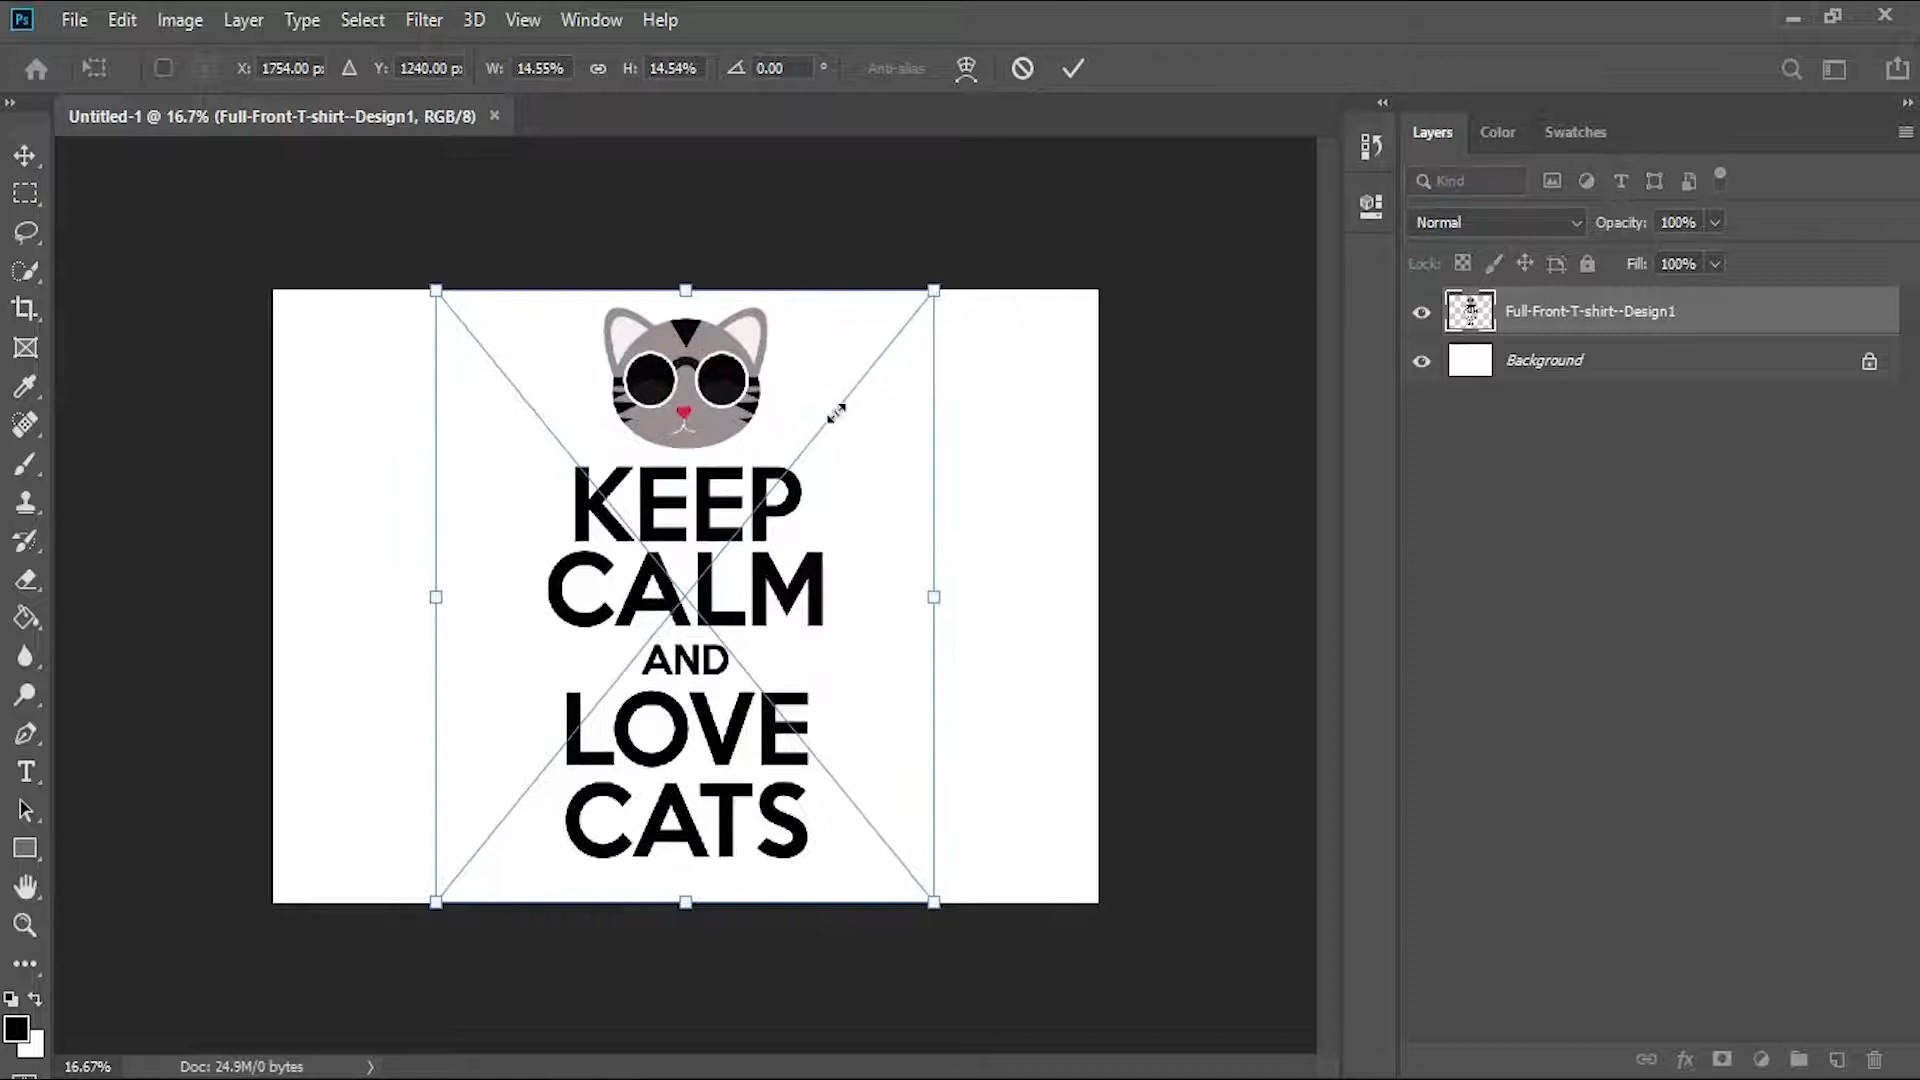 Ps File Edit Image Layer Type Select Filter 3D View Window Help
X: 1754.00 p: Y: 1240.00 p: W: 14.55% H: 14.54% 0.00 ° Anti-alias
Untitled-1 @ 16.7% (Full-Front-T-shirt--Design1, RGB/8) ×
Layers Color Swatches
Kind
Normal Opacity: 100%
Lock: Fill: 100%
Full-Front-T-shirt--Design1
Background
KEEP
CALM
AND
LOVE
CATS
16.67% Doc: 24.9M/0 bytes